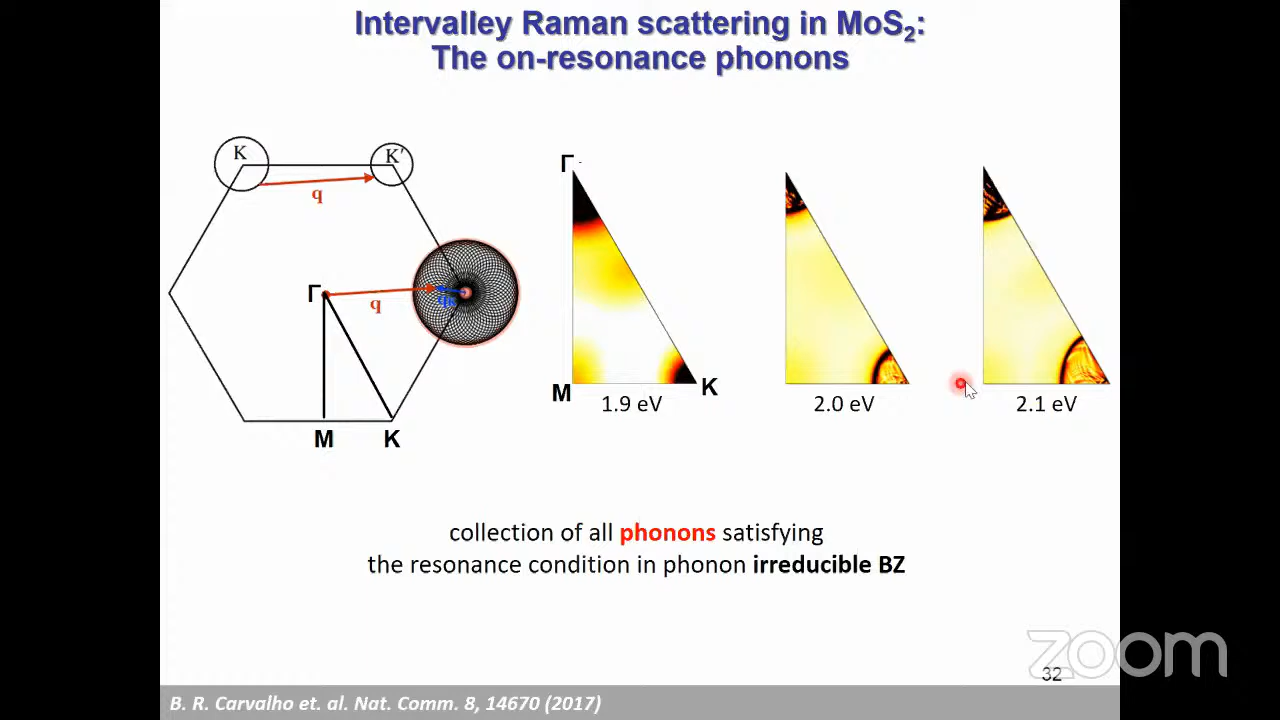 Intervalley Raman scattering in MoS₂:
The on-resonance phonons
K
K'
q
Γ
q
M
K
Γ
M
K
1.9 eV
2.0 eV
2.1 eV
collection of all phonons satisfying
the resonance condition in phonon irreducible BZ
zoom
32
B. R. Carvalho et. al. Nat. Comm. 8, 14670 (2017)